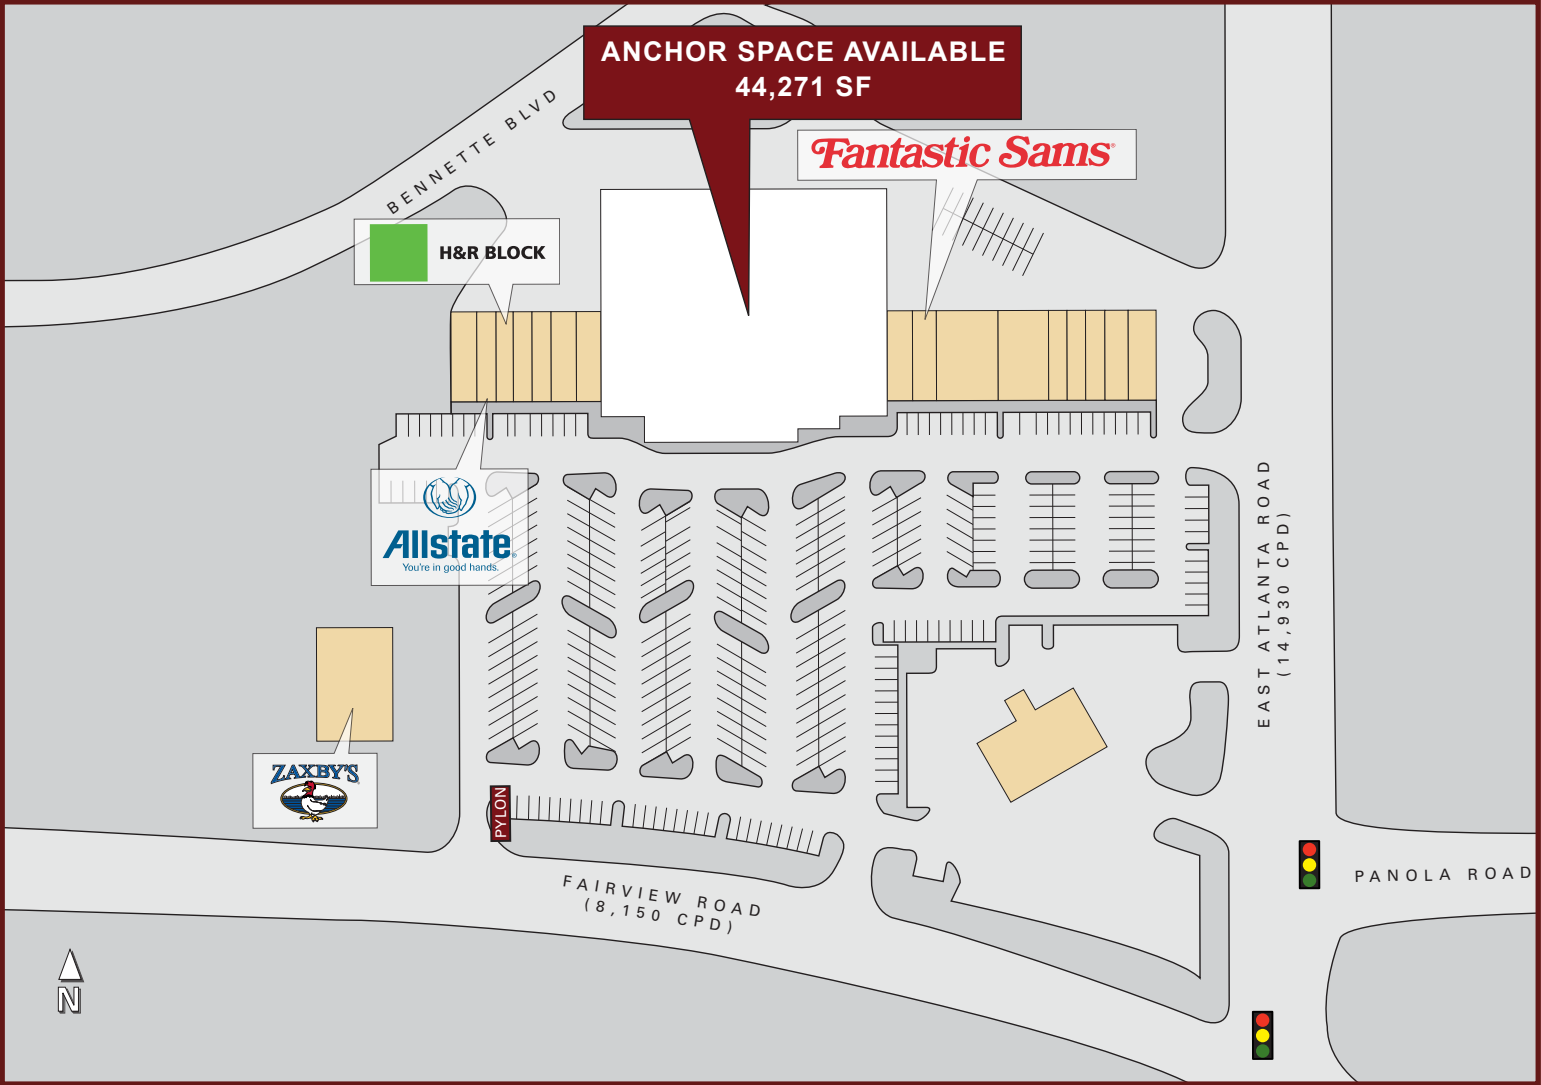 ANCHOR SPACE AVAILABLE
44,271 SF
BENNETTE BLVD
Fantastic Sams®
H&R BLOCK
Allstate®
You're in good hands.
EAST ATLANTA ROAD
(14,930 CPD)
ZAXBY'S
PYLON
FAIRVIEW ROAD
(8,150 CPD)
PANOLA ROAD
N